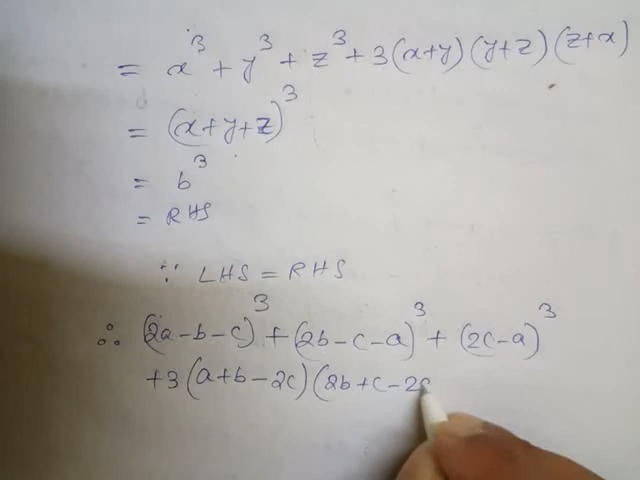 = x³ + y³ + z³ + 3(x+y)(y+z)(z+x)
= (x+y+z)³
= b³
= RHS
∵ LHS = RHS
∴ (2a-b-c)³ + (2b-c-a)³ + (2c-a)³
+3(a+b-2c)(2b+c-2